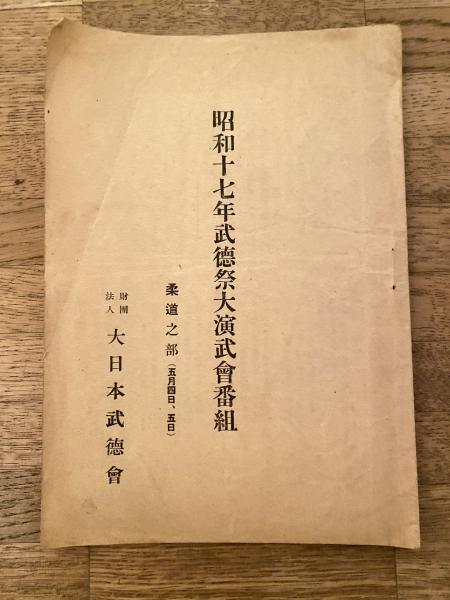 昭和十七年武德祭大演武會番組
柔道之部（五月四日、五日）
財團
法人
大日本武德會